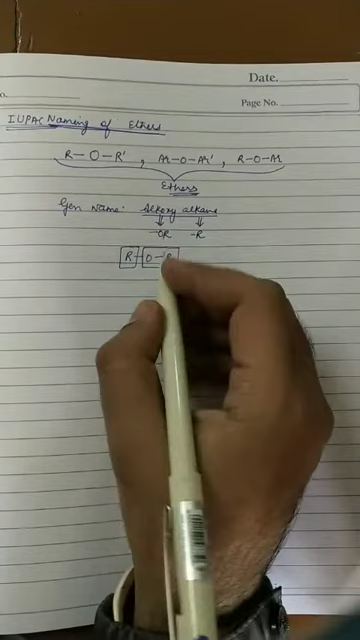 Date.
o.
Page No.
IUPAC Naming of Ethers
R-O-R', Ar-O-Ar', R-O-Ar
Ethers
Gen Name: Alkoxy alkane
-OR -R
R-O-R